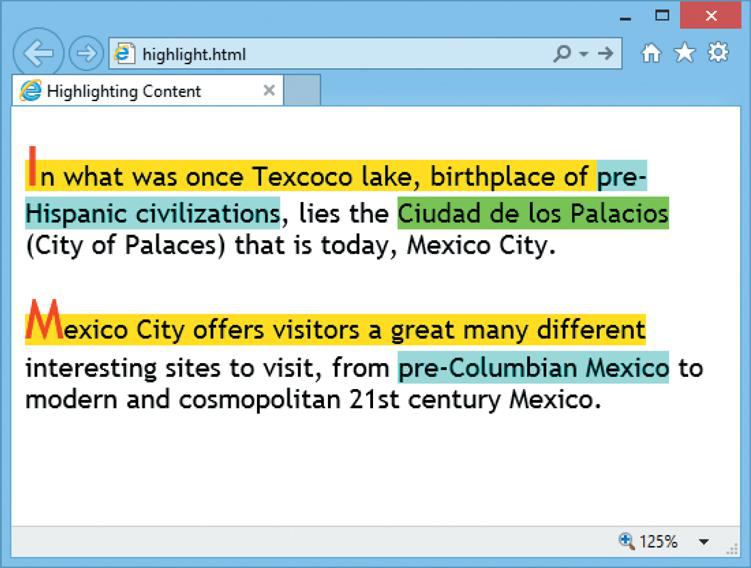 highlight.html
Highlighting Content
In what was once Texcoco lake, birthplace of pre-
Hispanic civilizations, lies the Ciudad de los Palacios
(City of Palaces) that is today, Mexico City.
Mexico City offers visitors a great many different
interesting sites to visit, from pre-Columbian Mexico to
modern and cosmopolitan 21st century Mexico.
125%